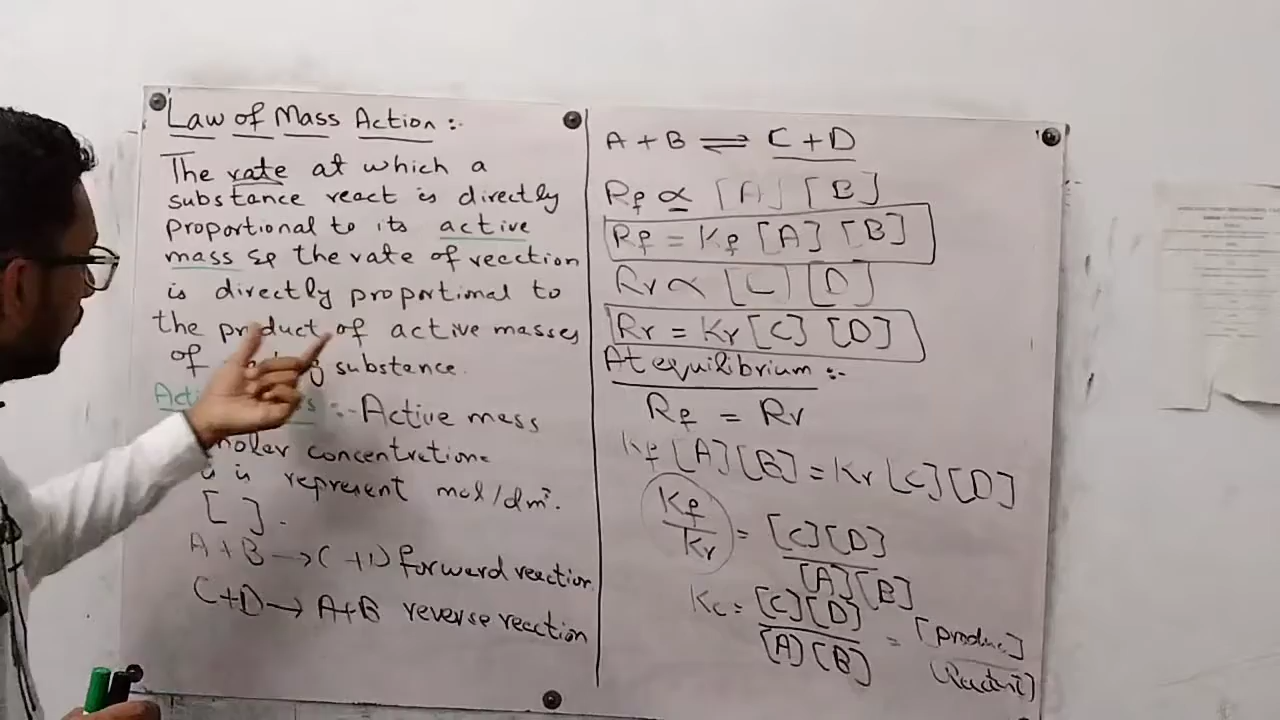 Law of Mass Action :-
The rate at which a
substance react is directly
proportional to its active
mass & the rate of reaction
is directly proportional to
the product of active masses
of substance.
:- Active mass
molar concentration
is represent mol/dm³.
[ ].
A + B → C + D forward reaction
C+D → A+B reverse reaction
A + B ⇌ C + D
Rf ∝ [A] [B]
Rf = Kf [A] [B]
Rr ∝ [C] [D]
Rr = Kr [C] [D]
At equilibrium :-
Rf = Rr
Kf [A] [B] = Kr [C] [D]
Kf/Kr = [C][D]/[A][B]
Kc = [C][D]/[A][B] = [product]